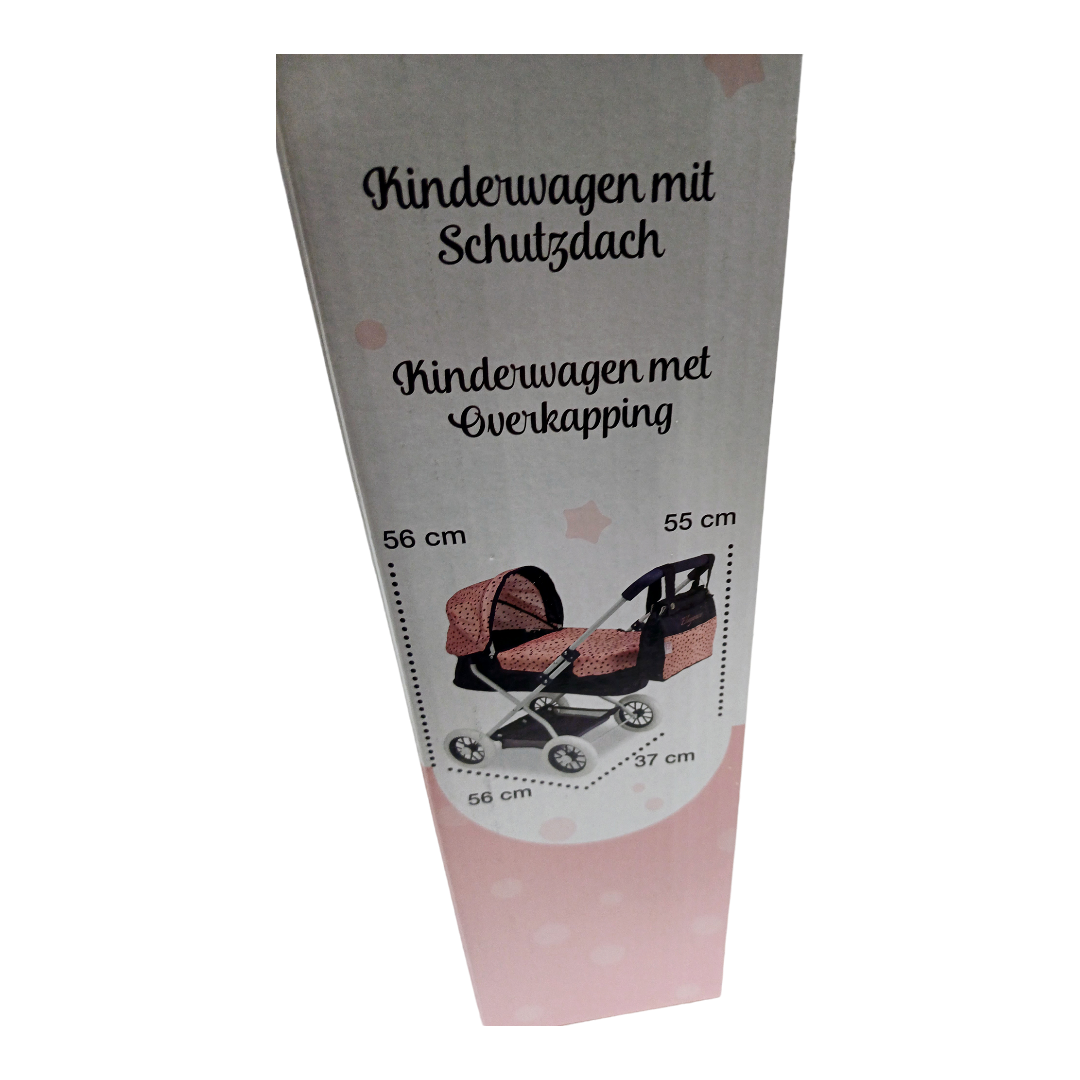 Kinderwagen mit
Schutzdach
Kinderwagen met
Overkapping
56 cm
55 cm
37 cm
56 cm